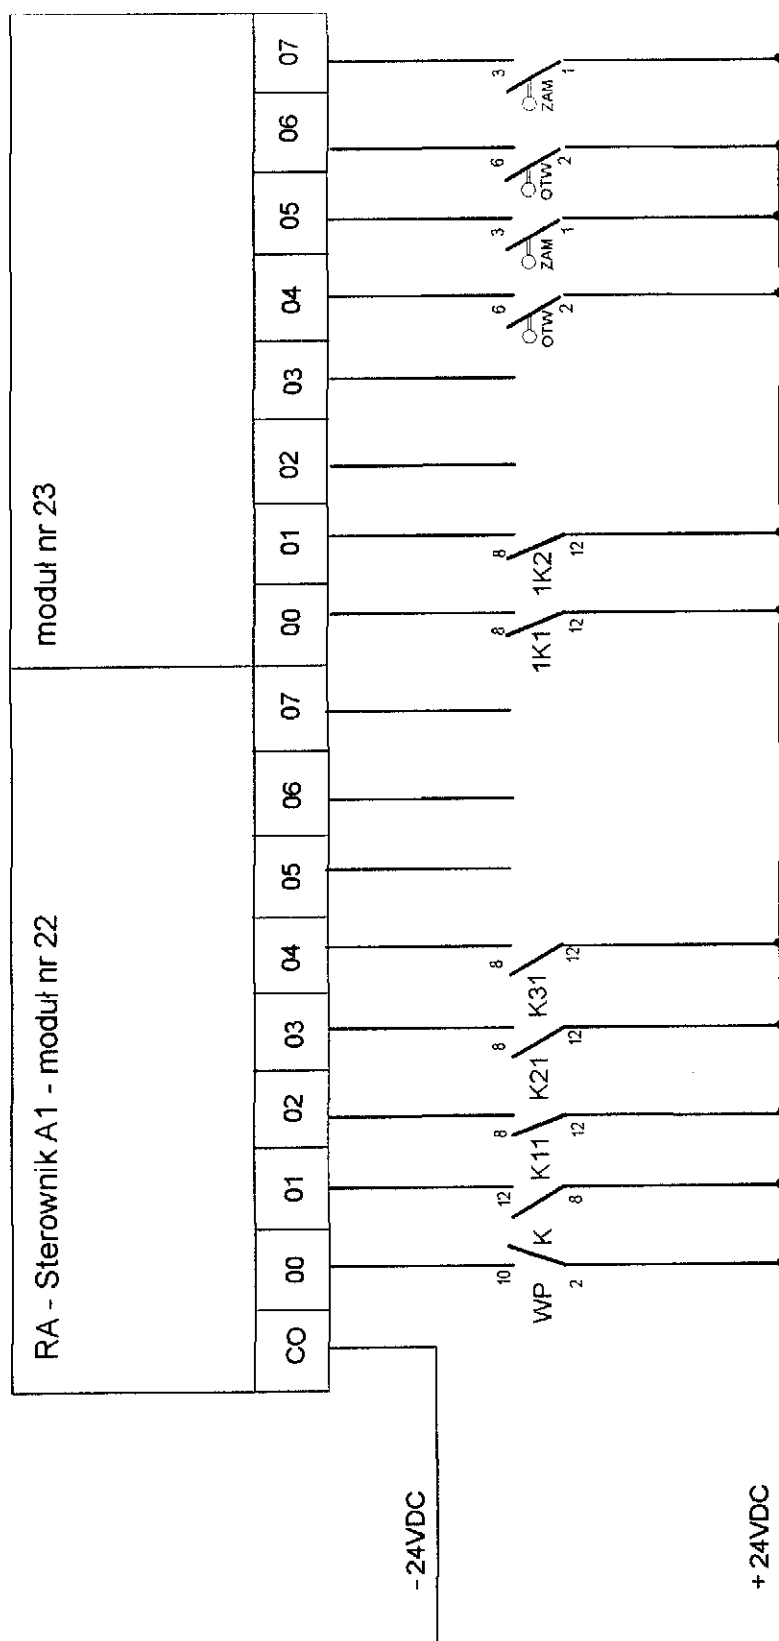 RA - Sterownik A1 - moduł nr 22
moduł nr 23
CO 00 01 02 03 04 05 06 07 00 01 02 03 04 05 06 07
10 12 8 8 8 8 8 6 3 6 3
WP K K11 K21 K31 1K1 1K2 OTW ZAM OTW ZAM
2 8 12 12 12 12 12 2 1 2 1
-24VDC
+24VDC